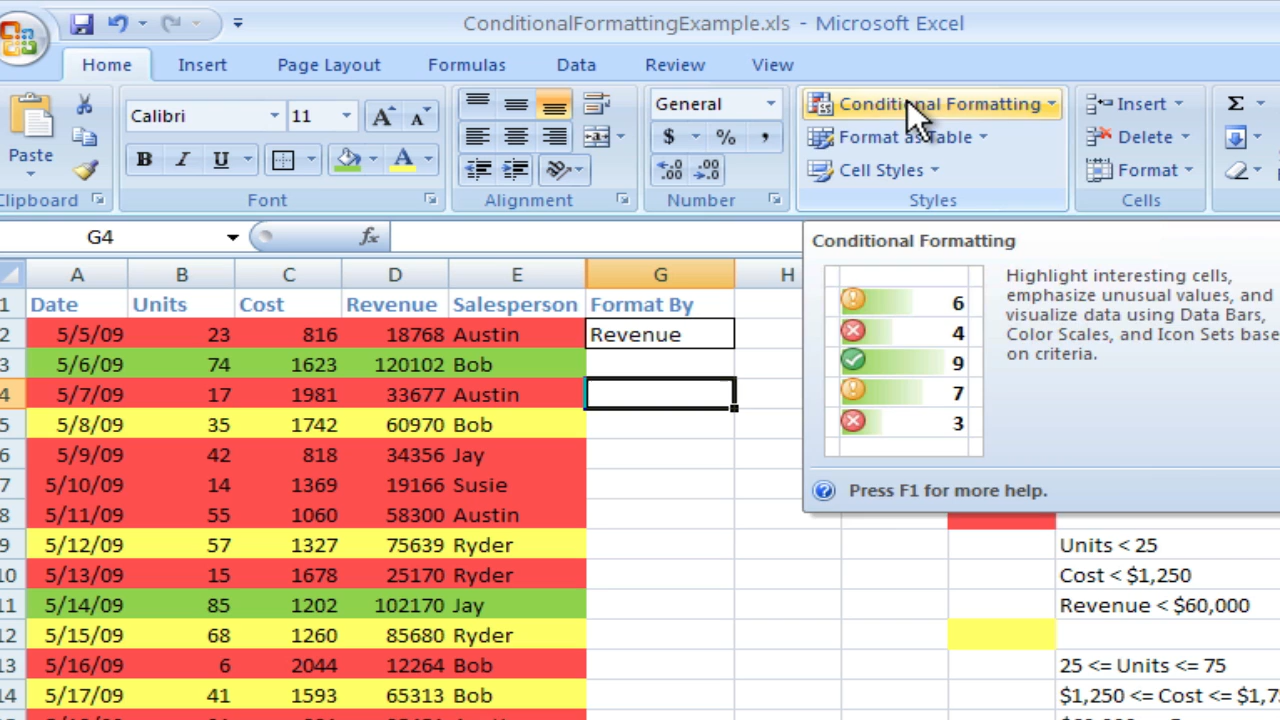 ConditionalFormattingExample.xls - Microsoft Excel
Home Insert Page Layout Formulas Data Review View
Calibri 11 General Conditional Formatting Insert Σ
Paste B I U A $ % , Format as Table Delete
Cell Styles Format
Clipboard Font Alignment Number Styles Cells
G4 fx
Conditional Formatting
Highlight interesting cells,
emphasize unusual values, and
visualize data using Data Bars,
Color Scales, and Icon Sets base
on criteria.
6
4
9
7
3
Press F1 for more help.
A B C D E G H
1 Date Units Cost Revenue Salesperson Format By
2 5/5/09 23 816 18768 Austin Revenue
3 5/6/09 74 1623 120102 Bob
4 5/7/09 17 1981 33677 Austin
5 5/8/09 35 1742 60970 Bob
6 5/9/09 42 818 34356 Jay
7 5/10/09 14 1369 19166 Susie
8 5/11/09 55 1060 58300 Austin
9 5/12/09 57 1327 75639 Ryder Units < 25
10 5/13/09 15 1678 25170 Ryder Cost < $1,250
11 5/14/09 85 1202 102170 Jay Revenue < $60,000
12 5/15/09 68 1260 85680 Ryder
13 5/16/09 6 2044 12264 Bob 25 <= Units <= 75
14 5/17/09 41 1593 65313 Bob $1,250 <= Cost <= $1,7